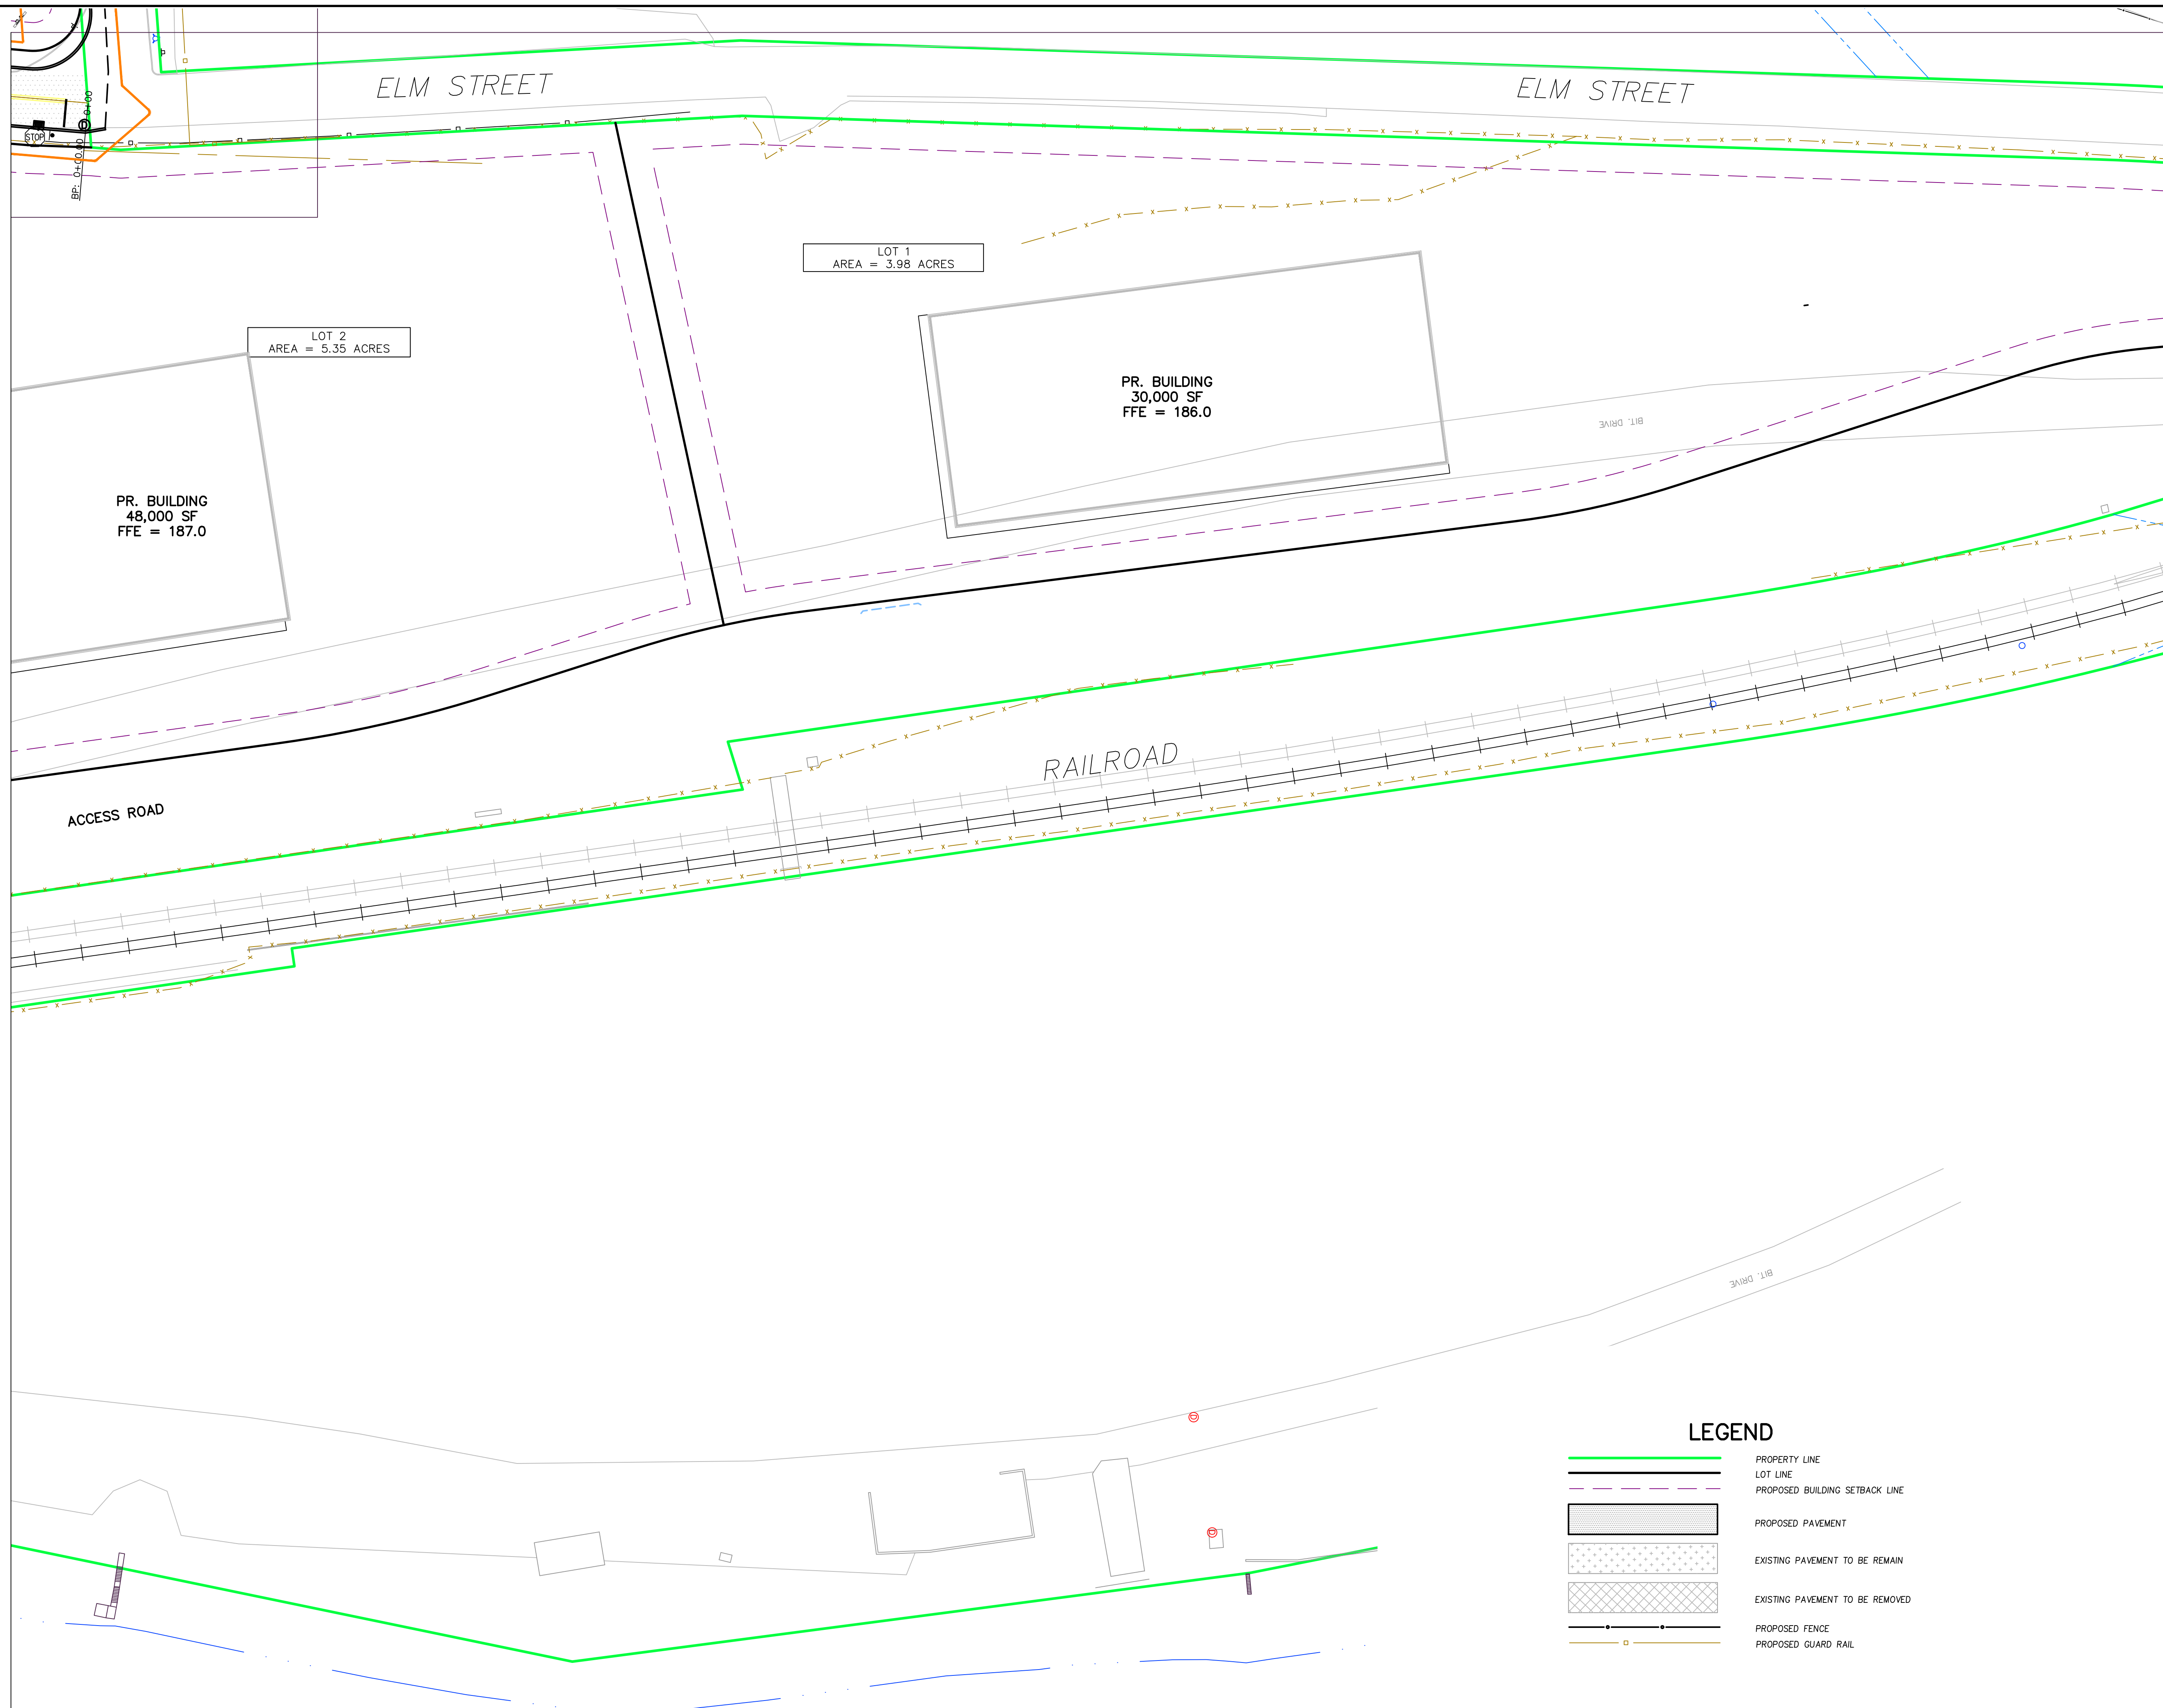 ELM STREET
ELM STREET
0+00
STOP
BP: 0+00.00
LOT 1
AREA = 3.98 ACRES
LOT 2
AREA = 5.35 ACRES
PR. BUILDING
30,000 SF
FFE = 186.0
BIT. DRIVE
PR. BUILDING
48,000 SF
FFE = 187.0
RAILROAD
ACCESS ROAD
BIT. DRIVE
LEGEND
PROPERTY LINE
LOT LINE
PROPOSED BUILDING SETBACK LINE
PROPOSED PAVEMENT
EXISTING PAVEMENT TO BE REMAIN
EXISTING PAVEMENT TO BE REMOVED
PROPOSED FENCE
PROPOSED GUARD RAIL